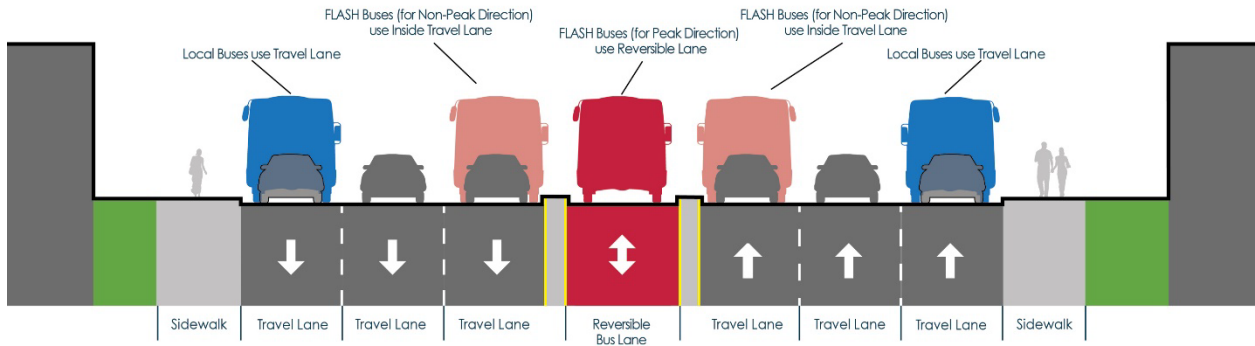 FLASH Buses (for Non-Peak Direction)
use Inside Travel Lane
FLASH Buses (for Non-Peak Direction)
use Inside Travel Lane
Local Buses use Travel Lane
FLASH Buses (for Peak Direction)
use Reversible Lane
Local Buses use Travel Lane
Sidewalk
Travel Lane
Travel Lane
Travel Lane
Reversible
Bus Lane
Travel Lane
Travel Lane
Travel Lane
Sidewalk